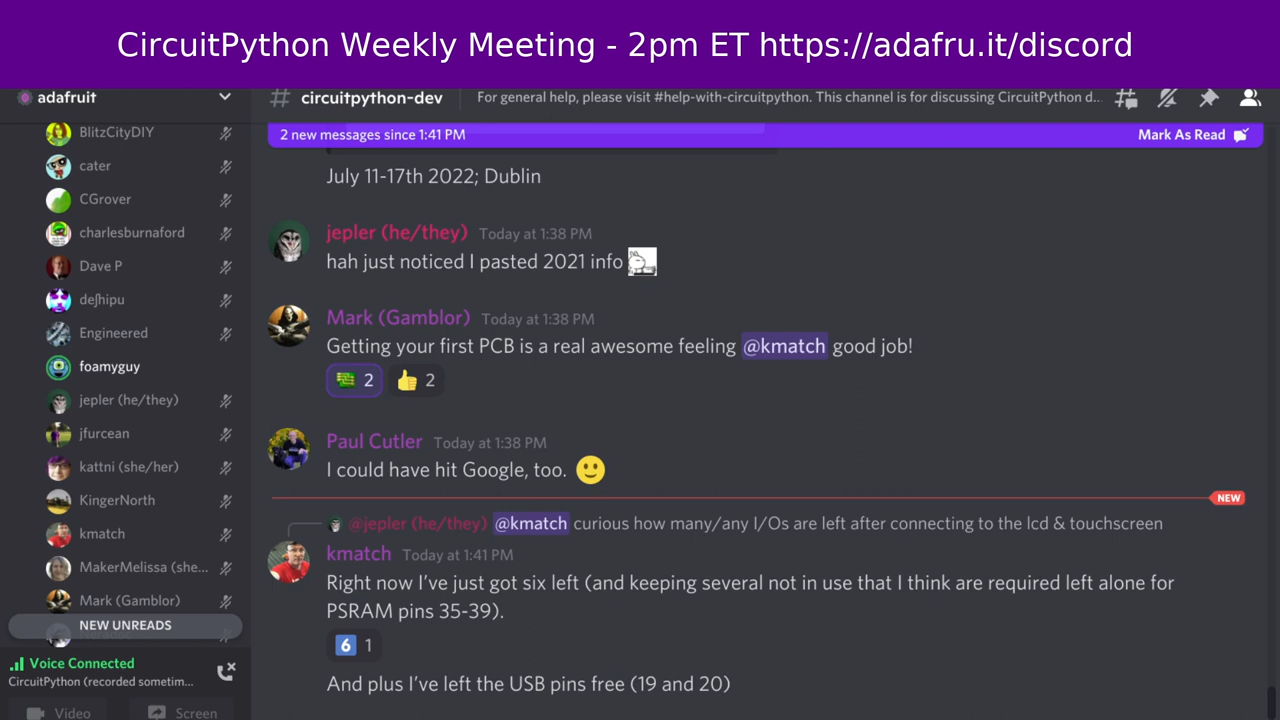 CircuitPython Weekly Meeting - 2pm ET https://adafru.it/discord
adafruit
# circuitpython-dev
For general help, please visit #help-with-circuitpython. This channel is for discussing CircuitPython d...
BlitzCityDIY
cater
CGrover
charlesburnaford
Dave P
deʃhipu
Engineered
foamyguy
jepler (he/they)
jfurcean
kattni (she/her)
KingerNorth
kmatch
MakerMelissa (she...
Mark (Gamblor)
NEW UNREADS
Voice Connected
CircuitPython (recorded sometim...
Video
Screen
2 new messages since 1:41 PM
Mark As Read
July 11-17th 2022; Dublin
jepler (he/they) Today at 1:38 PM
hah just noticed I pasted 2021 info
Mark (Gamblor) Today at 1:38 PM
Getting your first PCB is a real awesome feeling @kmatch good job!
2
👍 2
Paul Cutler Today at 1:38 PM
I could have hit Google, too. 🙂
NEW
@jepler (he/they) @kmatch curious how many/any I/Os are left after connecting to the lcd & touchscreen
kmatch Today at 1:41 PM
Right now I've just got six left (and keeping several not in use that I think are required left alone for
PSRAM pins 35-39).
6 1
And plus I've left the USB pins free (19 and 20)